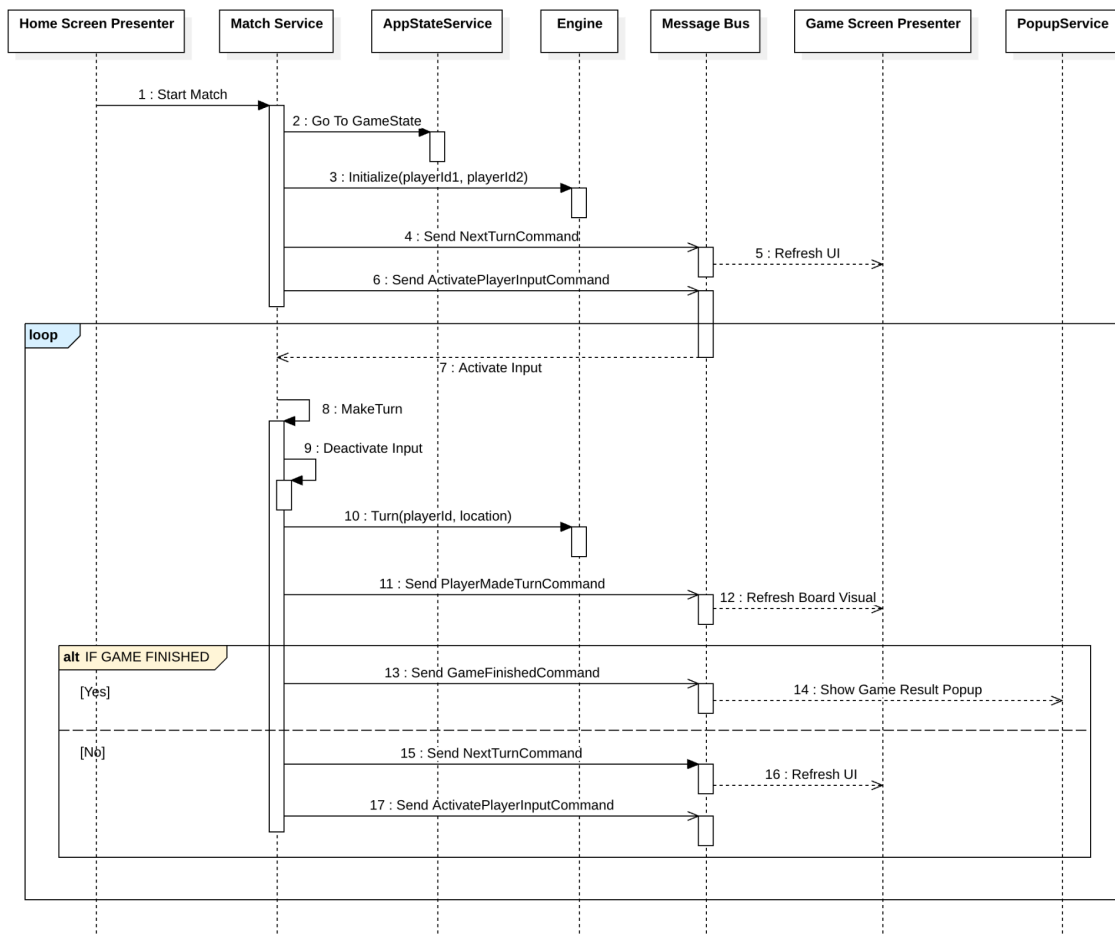 Home Screen Presenter
Match Service
AppStateService
Engine
Message Bus
Game Screen Presenter
PopupService
1 : Start Match
2 : Go To GameState
3 : Initialize(playerId1, playerId2)
4 : Send NextTurnCommand
5 : Refresh UI
6 : Send ActivatePlayerInputCommand
loop
7 : Activate Input
8 : MakeTurn
9 : Deactivate Input
10 : Turn(playerId, location)
11 : Send PlayerMadeTurnCommand
12 : Refresh Board Visual
alt IF GAME FINISHED
13 : Send GameFinishedCommand
[Yes]
14 : Show Game Result Popup
[No]
15 : Send NextTurnCommand
16 : Refresh UI
17 : Send ActivatePlayerInputCommand